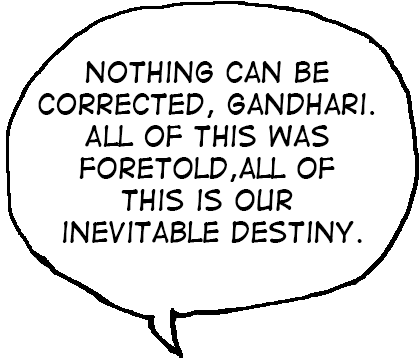 NOTHING CAN BE
CORRECTED, GANDHARI.
ALL OF THIS WAS
FORETOLD,ALL OF
THIS IS OUR
INEVITABLE DESTINY.